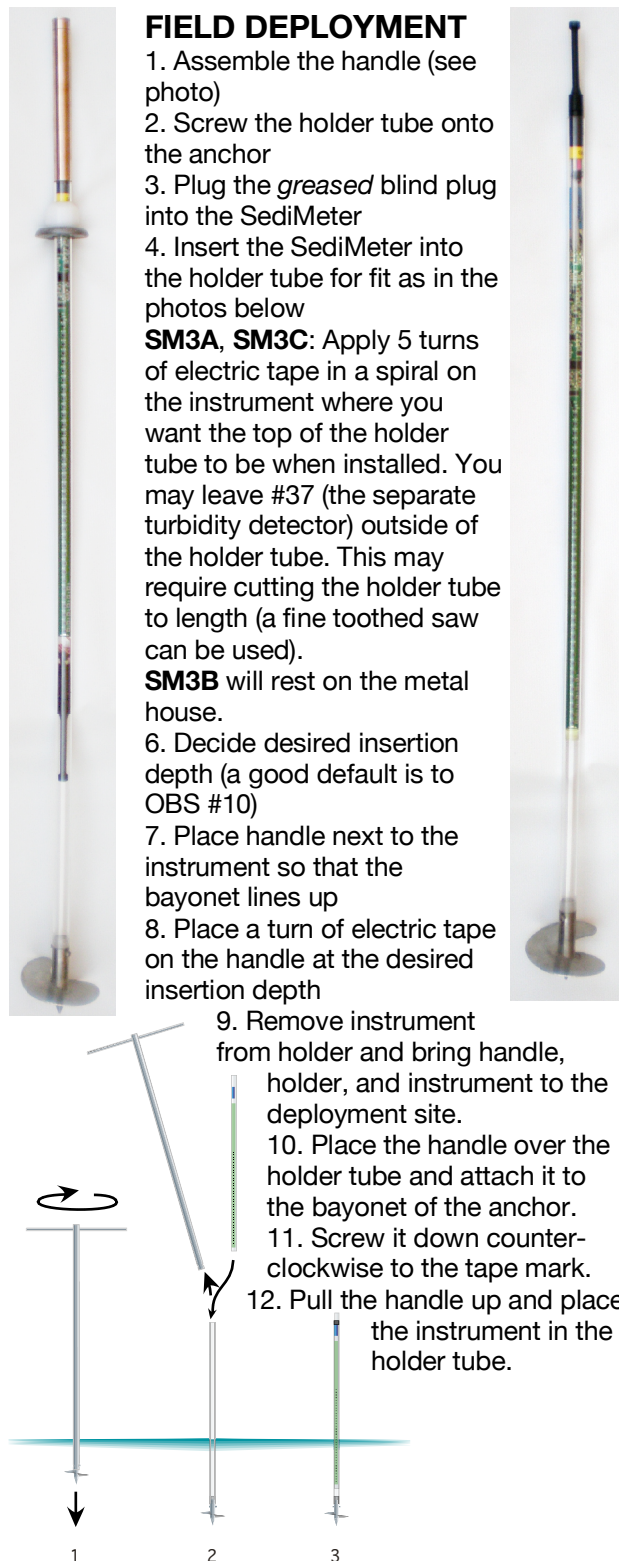 FIELD DEPLOYMENT
1. Assemble the handle (see
photo)
2. Screw the holder tube onto
the anchor
3. Plug the greased blind plug
into the SediMeter
4. Insert the SediMeter into
the holder tube for fit as in the
photos below
SM3A, SM3C: Apply 5 turns
of electric tape in a spiral on
the instrument where you
want the top of the holder
tube to be when installed. You
may leave #37 (the separate
turbidity detector) outside of
the holder tube. This may
require cutting the holder tube
to length (a fine toothed saw
can be used).
SM3B will rest on the metal
house.
6. Decide desired insertion
depth (a good default is to
OBS #10)
7. Place handle next to the
instrument so that the
bayonet lines up
8. Place a turn of electric tape
on the handle at the desired
insertion depth
9. Remove instrument
from holder and bring handle,
holder, and instrument to the
deployment site.
10. Place the handle over the
holder tube and attach it to
the bayonet of the anchor.
11. Screw it down counter-
clockwise to the tape mark.
12. Pull the handle up and place
the instrument in the
holder tube.
1 2 3